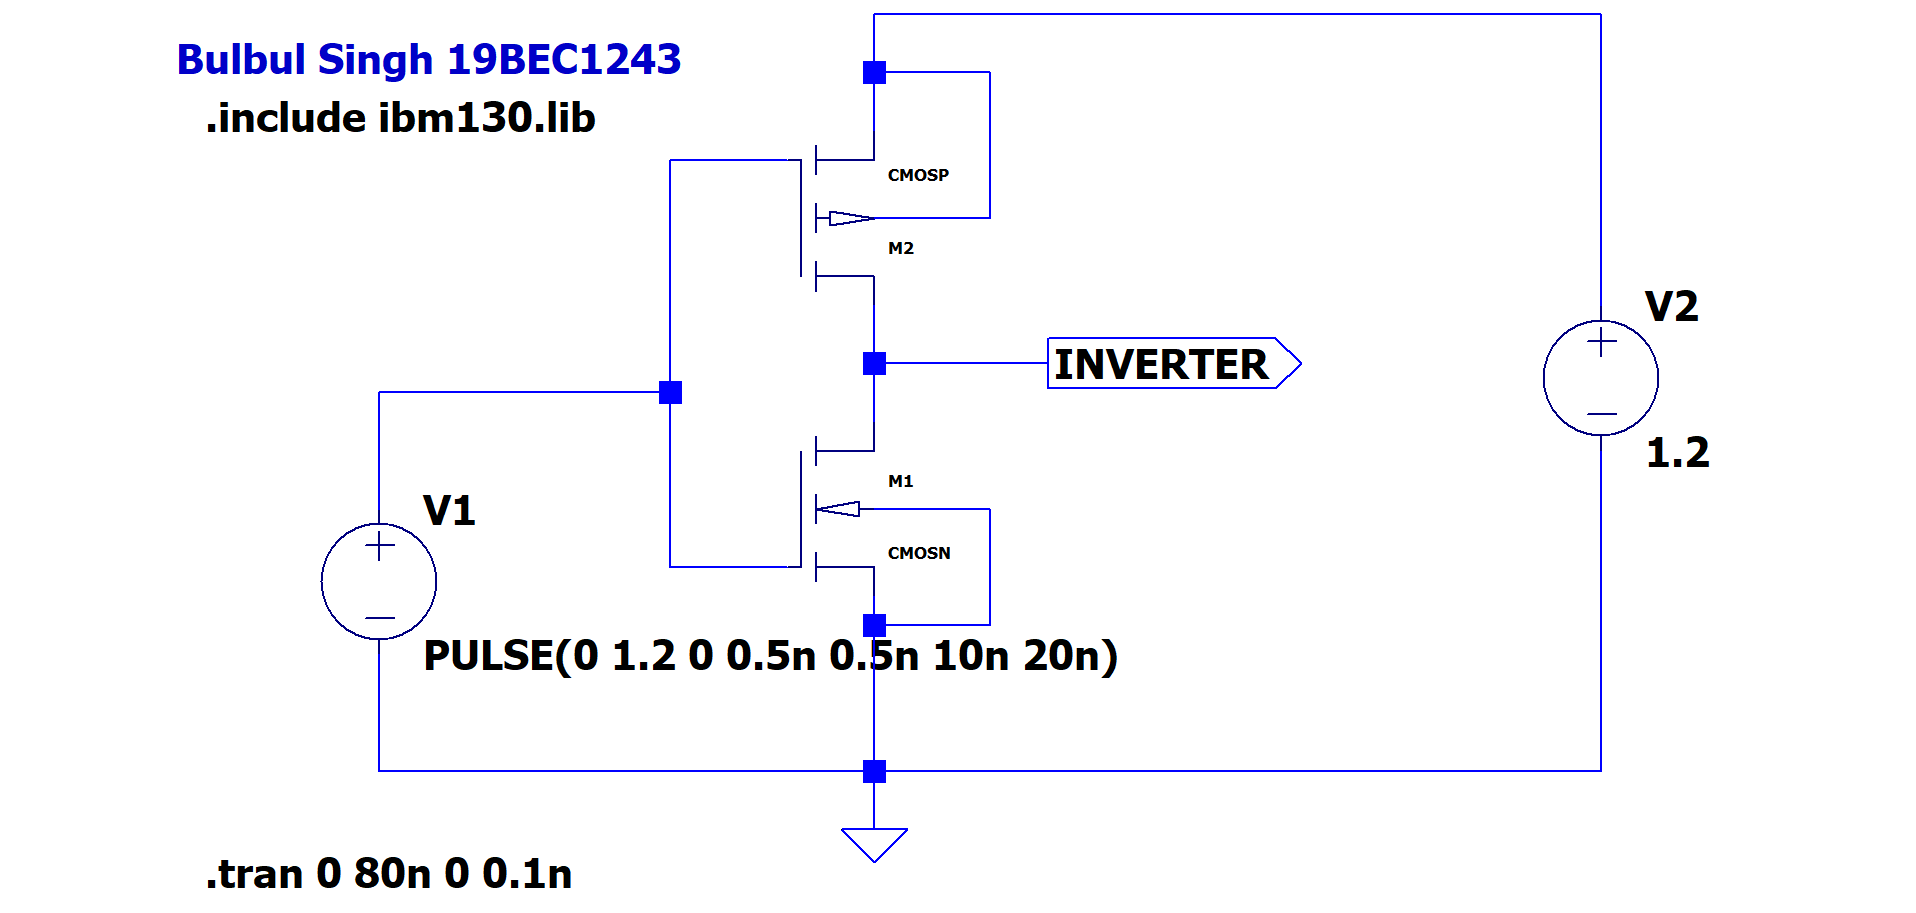 Bulbul Singh 19BEC1243
.include ibm130.lib
CMOSP
M2
V2
INVERTER
1.2
M1
V1
CMOSN
PULSE(0 1.2 0 0.5n 0.5n 10n 20n)
.tran 0 80n 0 0.1n